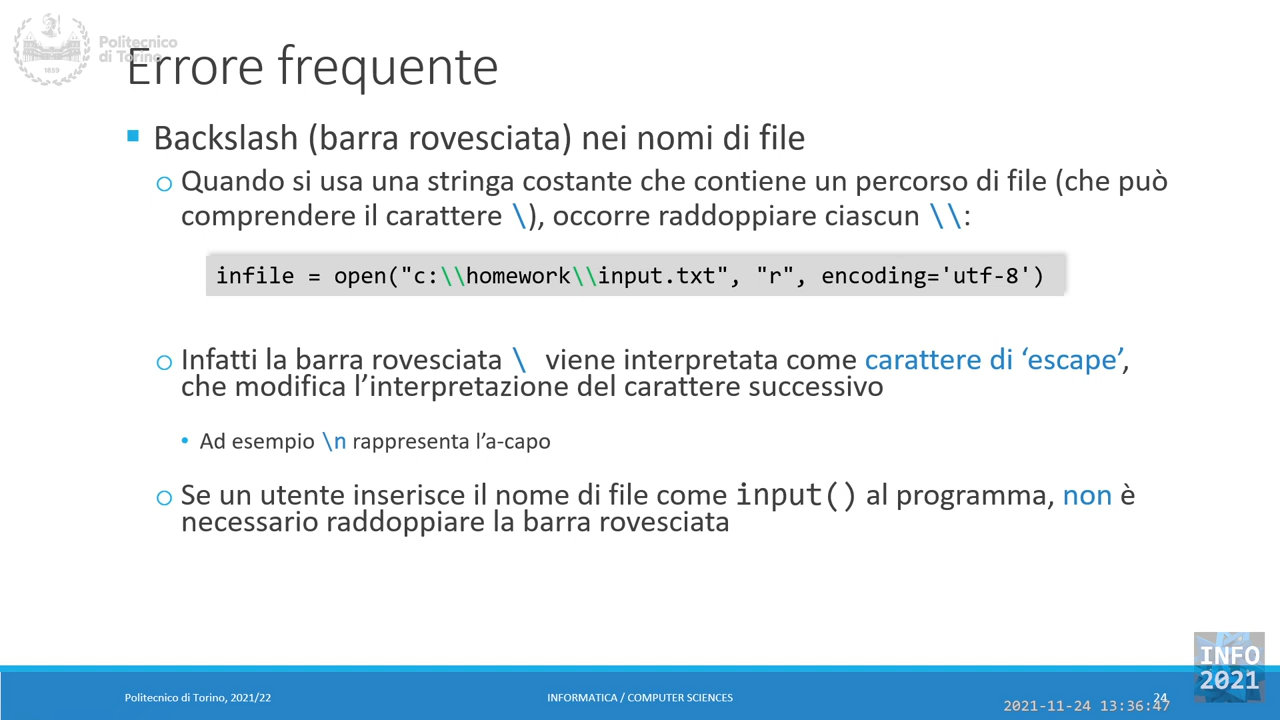 Politecnico
di Torino
1859
Errore frequente
Backslash (barra rovesciata) nei nomi di file
Quando si usa una stringa costante che contiene un percorso di file (che può
comprendere il carattere \), occorre raddoppiare ciascun \\:
infile = open("c:\\homework\\input.txt", "r", encoding='utf-8')
Infatti la barra rovesciata \ viene interpretata come carattere di ‘escape’,
che modifica l’interpretazione del carattere successivo
Ad esempio \n rappresenta l’a-capo
Se un utente inserisce il nome di file come input() al programma, non è
necessario raddoppiare la barra rovesciata
INFO
2021
Politecnico di Torino, 2021/22
INFORMATICA / COMPUTER SCIENCES
24
2021-11-24 13:36:47